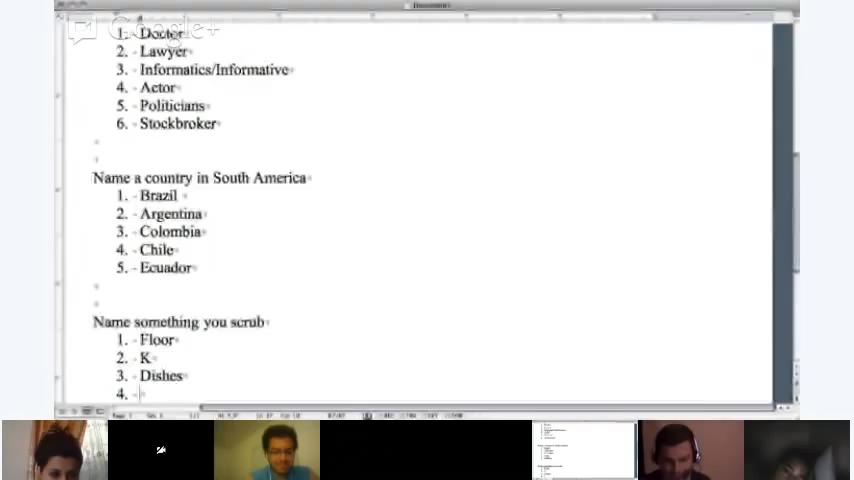 Google+
1. Doctor
2. Lawyer
3. Informatics/Informative
4. Actor
5. Politicians
6. Stockbroker
Name a country in South America
1. Brazil
2. Argentina
3. Colombia
4. Chile
5. Ecuador
Name something you scrub
1. Floor
2. K
3. Dishes
4.